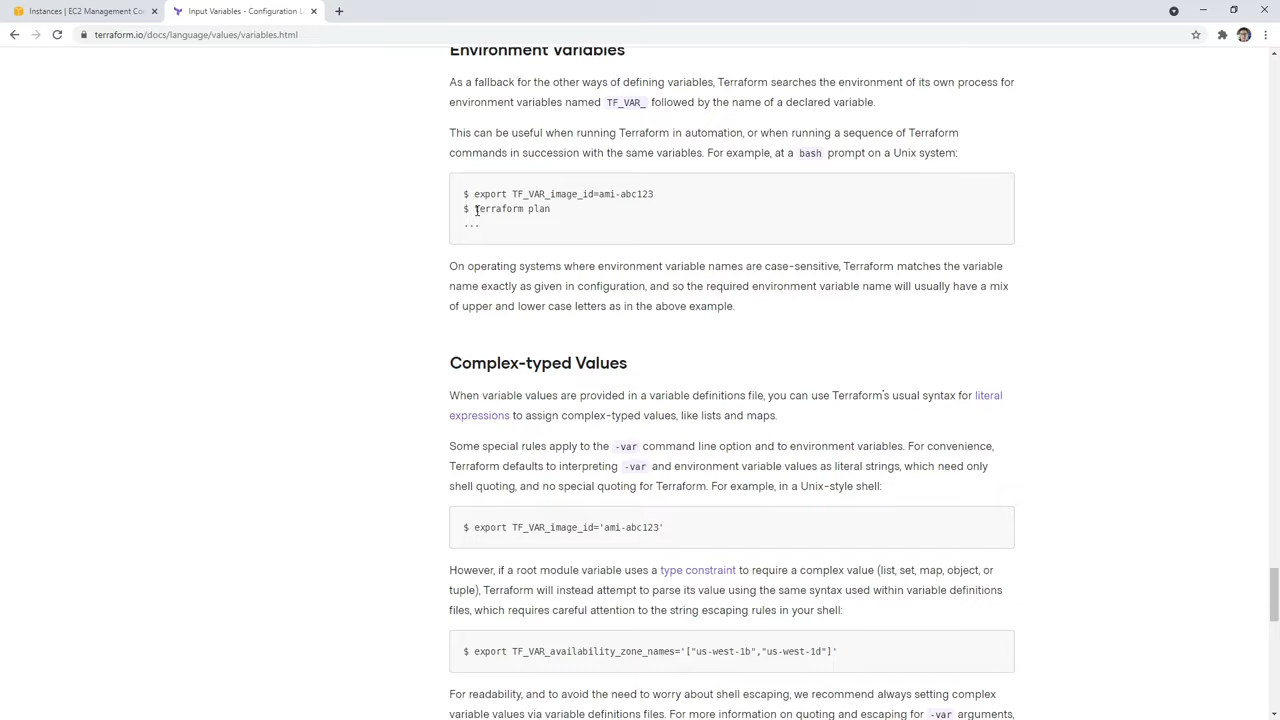 Instances | EC2 Management Co
Input Variables - Configuration L
terraform.io/docs/language/values/variables.html
Environment Variables
As a fallback for the other ways of defining variables, Terraform searches the environment of its own process for
environment variables named TF_VAR_ followed by the name of a declared variable.
This can be useful when running Terraform in automation, or when running a sequence of Terraform
commands in succession with the same variables. For example, at a bash prompt on a Unix system:
$ export TF_VAR_image_id=ami-abc123
$ terraform plan
...
On operating systems where environment variable names are case-sensitive, Terraform matches the variable
name exactly as given in configuration, and so the required environment variable name will usually have a mix
of upper and lower case letters as in the above example.
Complex-typed Values
When variable values are provided in a variable definitions file, you can use Terraform's usual syntax for literal
expressions to assign complex-typed values, like lists and maps.
Some special rules apply to the -var command line option and to environment variables. For convenience,
Terraform defaults to interpreting -var and environment variable values as literal strings, which need only
shell quoting, and no special quoting for Terraform. For example, in a Unix-style shell:
$ export TF_VAR_image_id='ami-abc123'
However, if a root module variable uses a type constraint to require a complex value (list, set, map, object, or
tuple), Terraform will instead attempt to parse its value using the same syntax used within variable definitions
files, which requires careful attention to the string escaping rules in your shell:
$ export TF_VAR_availability_zone_names='["us-west-1b","us-west-1d"]'
For readability, and to avoid the need to worry about shell escaping, we recommend always setting complex
variable values via variable definitions files. For more information on quoting and escaping for -var arguments,